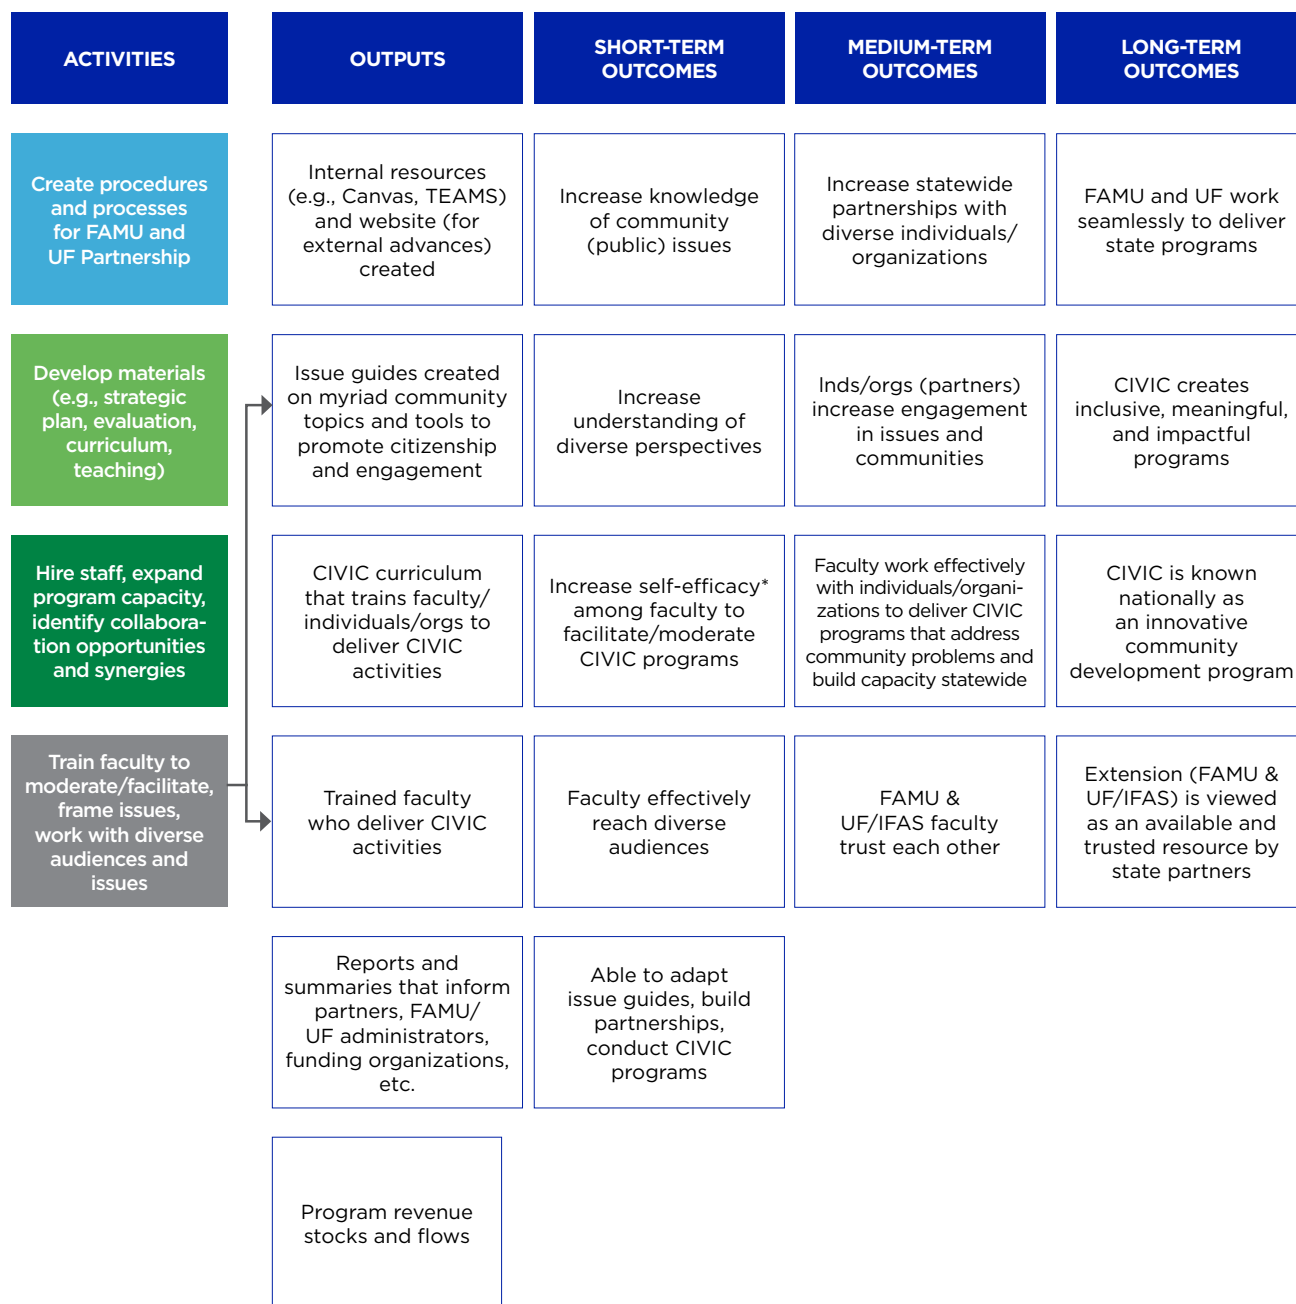 ACTIVITIES
OUTPUTS
SHORT-TERM
OUTCOMES
MEDIUM-TERM
OUTCOMES
LONG-TERM
OUTCOMES
Create procedures
and processes
for FAMU and
UF Partnership
Internal resources
(e.g., Canvas, TEAMS)
and website (for
external advances)
created
Increase knowledge
of community
(public) issues
Increase statewide
partnerships with
diverse individuals/
organizations
FAMU and UF work
seamlessly to deliver
state programs
Develop materials
(e.g., strategic
plan, evaluation,
curriculum,
teaching)
Issue guides created
on myriad community
topics and tools to
promote citizenship
and engagement
Increase
understanding of
diverse perspectives
Inds/orgs (partners)
increase engagement
in issues and
communities
CIVIC creates
inclusive, meaningful,
and impactful
programs
Hire staff, expand
program capacity,
identify collabora-
tion opportunities
and synergies
CIVIC curriculum
that trains faculty/
individuals/orgs to
deliver CIVIC
activities
Increase self-efficacy*
among faculty to
facilitate/moderate
CIVIC programs
Faculty work effectively
with individuals/organi-
zations to deliver CIVIC
programs that address
community problems and
build capacity statewide
CIVIC is known
nationally as
an innovative
community
development program
Train faculty to
moderate/facilitate,
frame issues,
work with diverse
audiences and
issues
Trained faculty
who deliver CIVIC
activities
Faculty effectively
reach diverse
audiences
FAMU &
UF/IFAS faculty
trust each other
Extension (FAMU &
UF/IFAS) is viewed
as an available and
trusted resource by
state partners
Reports and
summaries that inform
partners, FAMU/
UF administrators,
funding organizations,
etc.
Able to adapt
issue guides, build
partnerships,
conduct CIVIC
programs
Program revenue
stocks and flows